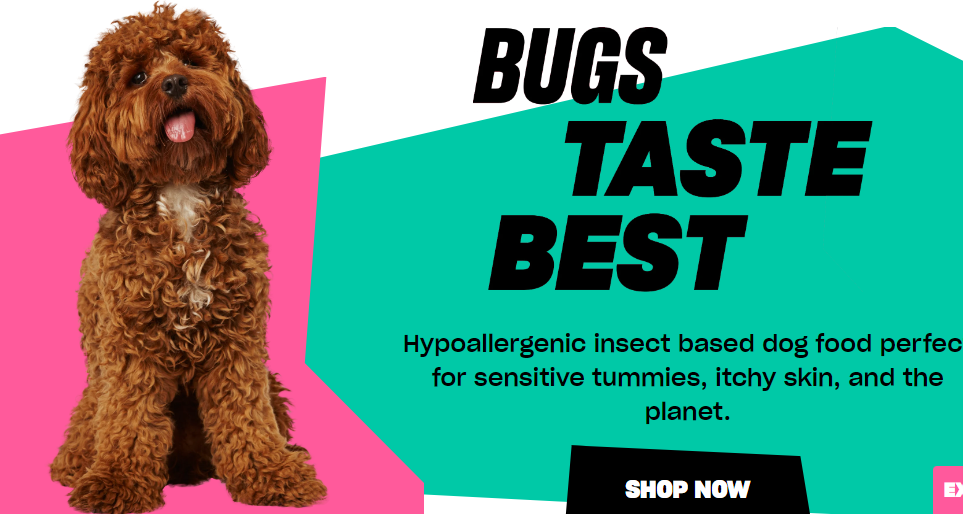 BUGS
TASTE
BEST
Hypoallergenic insect based dog food perfec
for sensitive tummies, itchy skin, and the
planet.
SHOP NOW